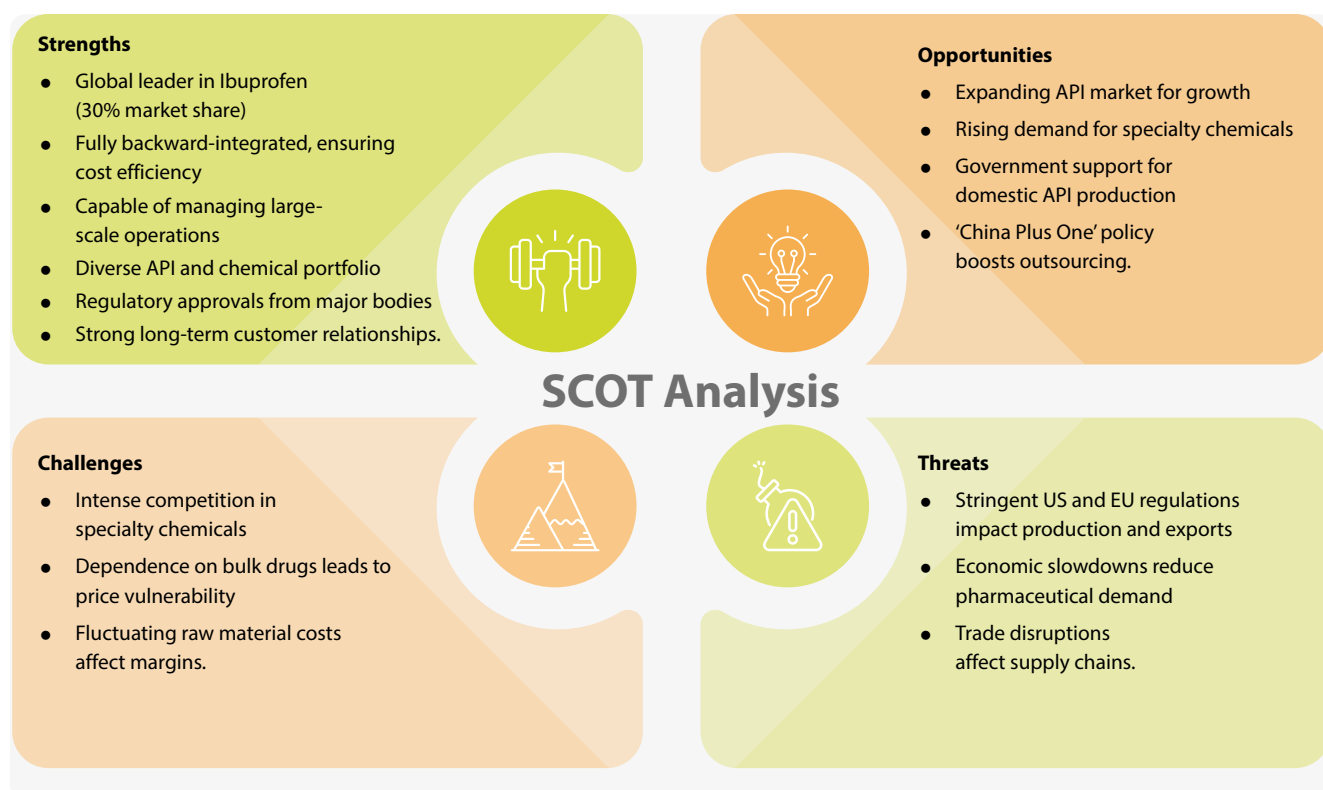 Strengths
● Global leader in Ibuprofen
(30% market share)
● Fully backward-integrated, ensuring
cost efficiency
● Capable of managing large-
scale operations
● Diverse API and chemical portfolio
● Regulatory approvals from major bodies
● Strong long-term customer relationships.
Opportunities
● Expanding API market for growth
● Rising demand for specialty chemicals
● Government support for
domestic API production
● ‘China Plus One’ policy
boosts outsourcing.
SCOT Analysis
Challenges
● Intense competition in
specialty chemicals
● Dependence on bulk drugs leads to
price vulnerability
● Fluctuating raw material costs
affect margins.
Threats
● Stringent US and EU regulations
impact production and exports
● Economic slowdowns reduce
pharmaceutical demand
● Trade disruptions
affect supply chains.